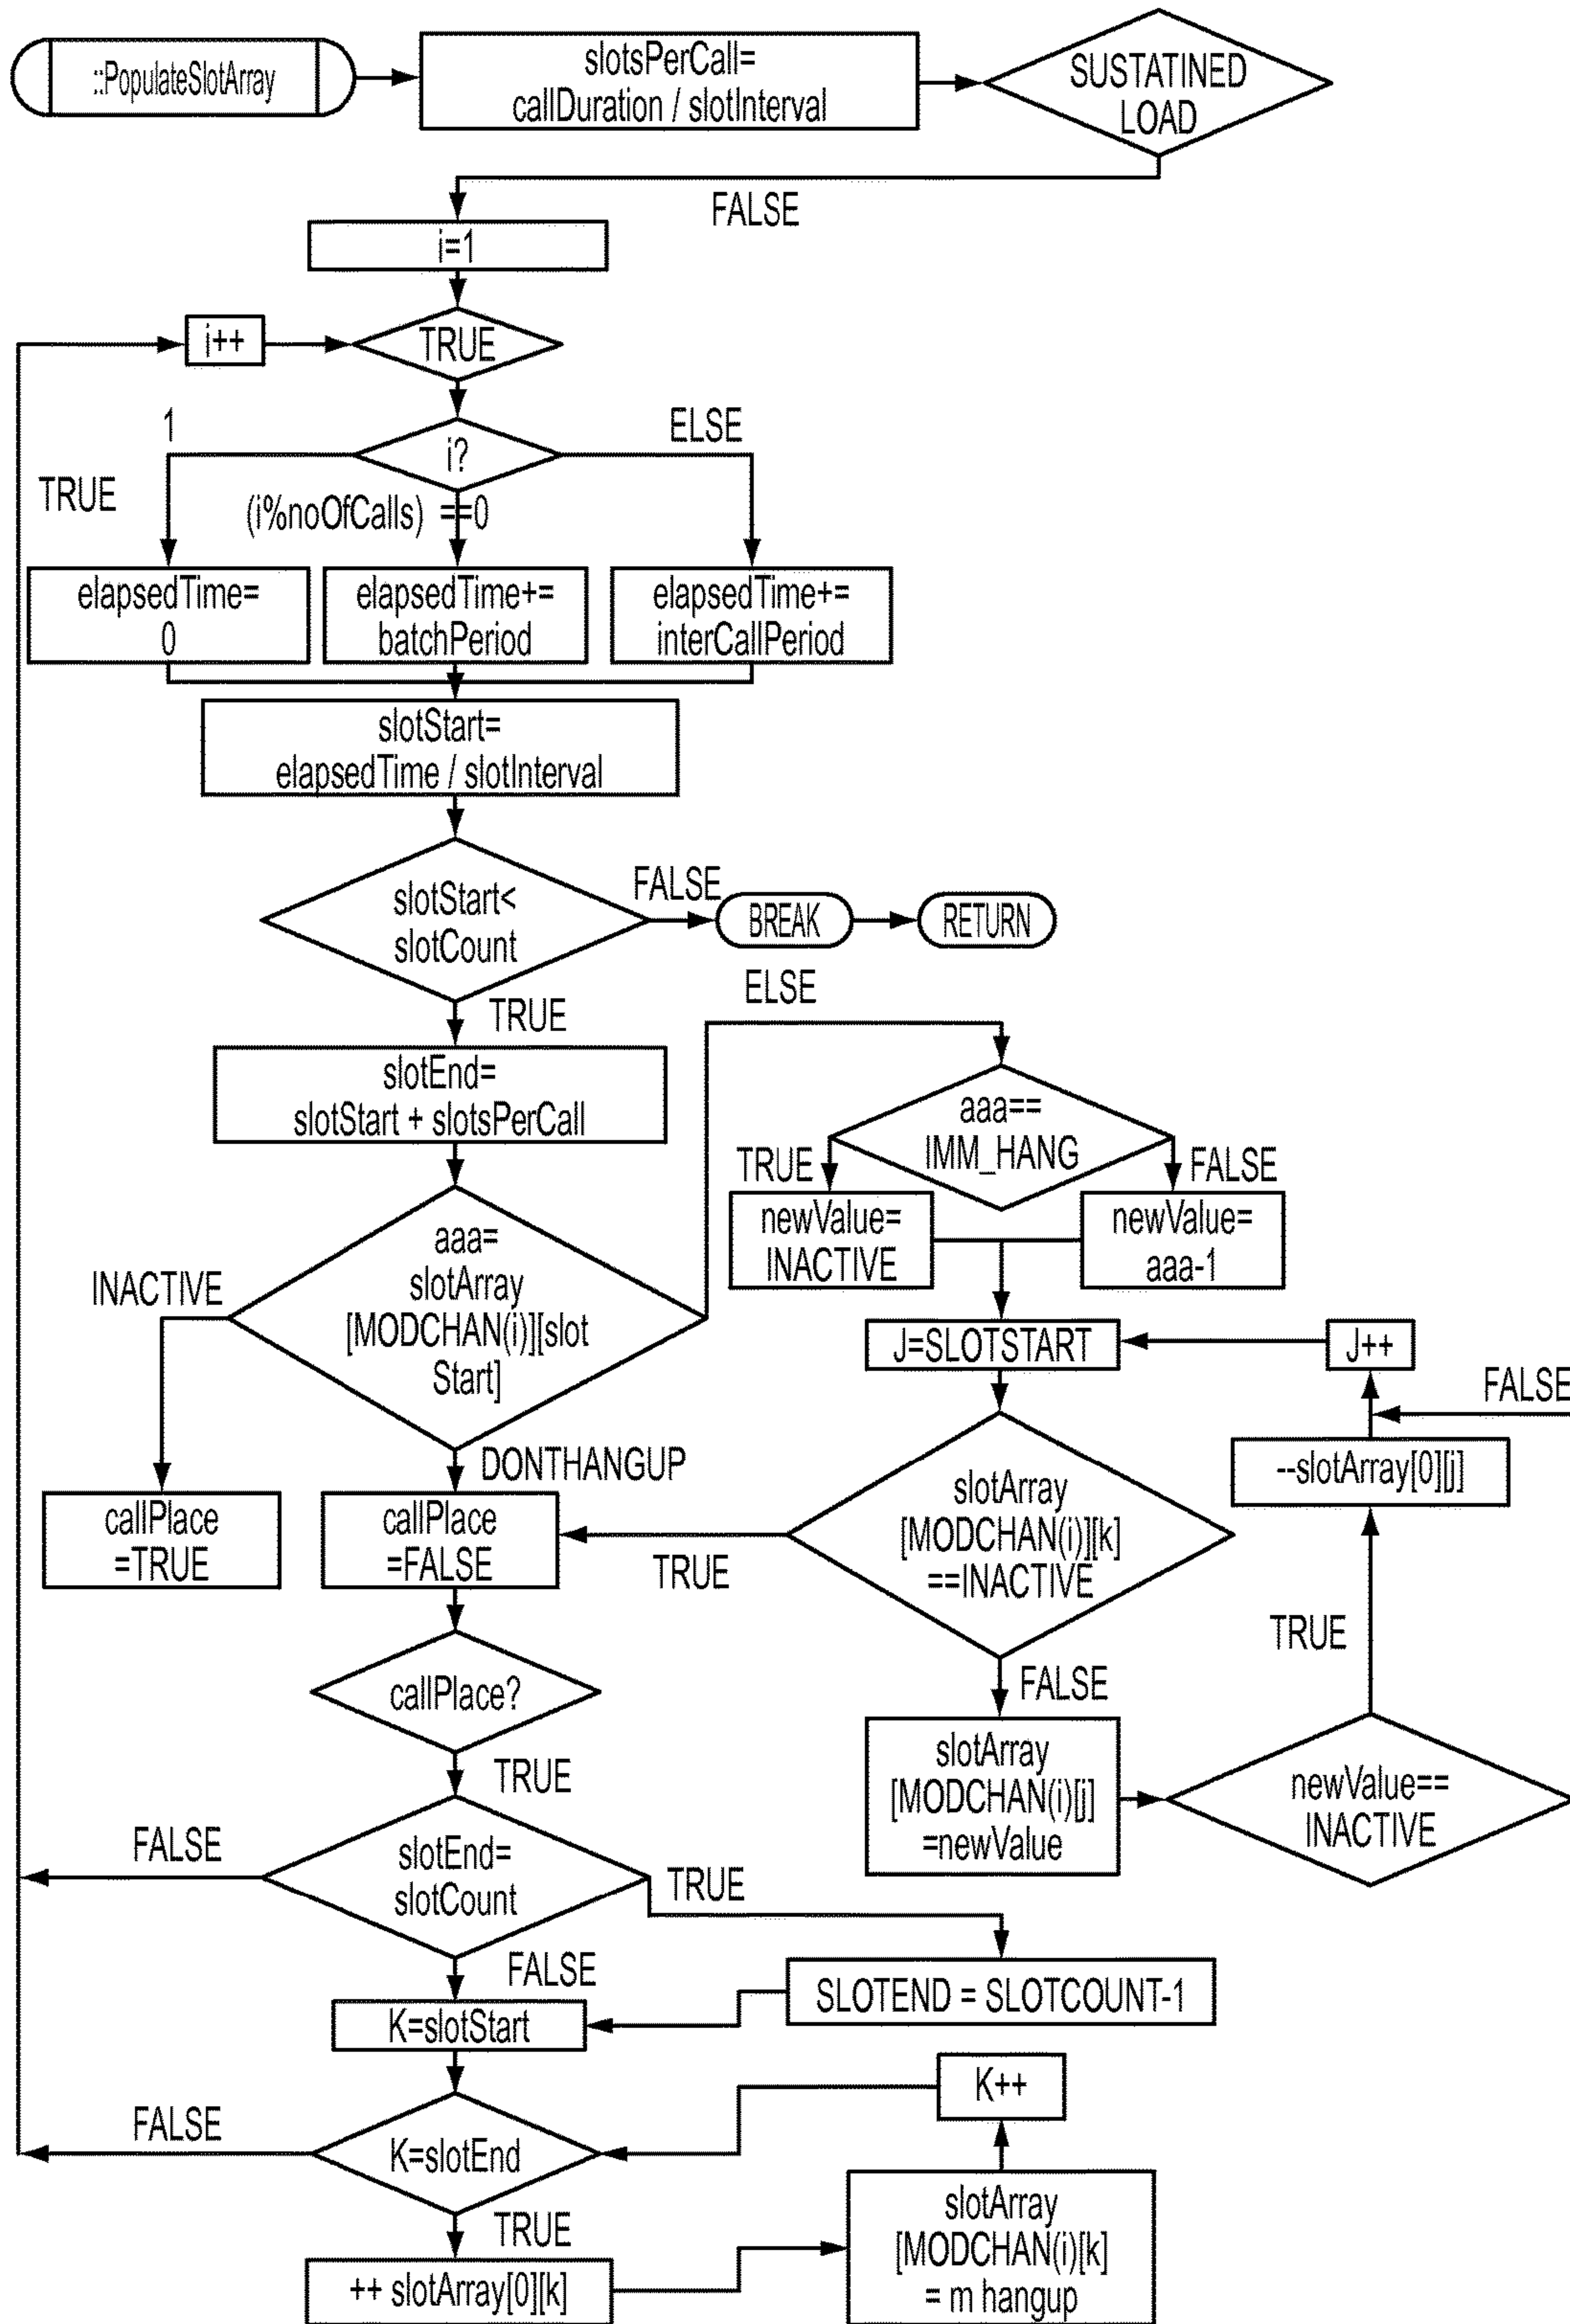 ::PopulateSlotArray
slotsPerCall=
callDuration / slotInterval
SUSTATINED
LOAD
FALSE
i=1
i++
TRUE
1
i?
ELSE
TRUE
(i%noOfCalls) ==0
elapsedTime=
0
elapsedTime+=
batchPeriod
elapsedTime+=
interCallPeriod
slotStart=
elapsedTime / slotInterval
slotStart<
slotCount
FALSE
BREAK
RETURN
TRUE
ELSE
slotEnd=
slotStart + slotsPerCall
aaa==
IMM_HANG
TRUE
FALSE
newValue=
INACTIVE
newValue=
aaa-1
aaa=
slotArray
[MODCHAN(i)][slot
Start]
INACTIVE
J=SLOTSTART
J++
FALSE
--slotArray[0][j]
DONTHANGUP
callPlace
=TRUE
callPlace
=FALSE
slotArray
[MODCHAN(i)][k]
==INACTIVE
TRUE
TRUE
FALSE
callPlace?
TRUE
slotArray
[MODCHAN(i)[j]
=newValue
newValue==
INACTIVE
FALSE
slotEnd=
slotCount
TRUE
FALSE
SLOTEND = SLOTCOUNT-1
K=slotStart
K++
FALSE
K=slotEnd
TRUE
slotArray
[MODCHAN(i)[k]
= m hangup
++ slotArray[0][k]